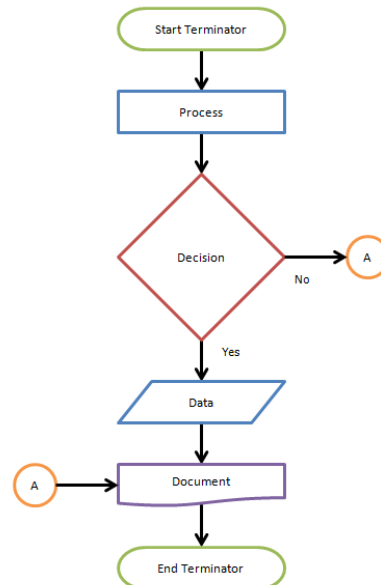 Start Terminator
Process
Decision
A
No
Yes
Data
A
Document
End Terminator